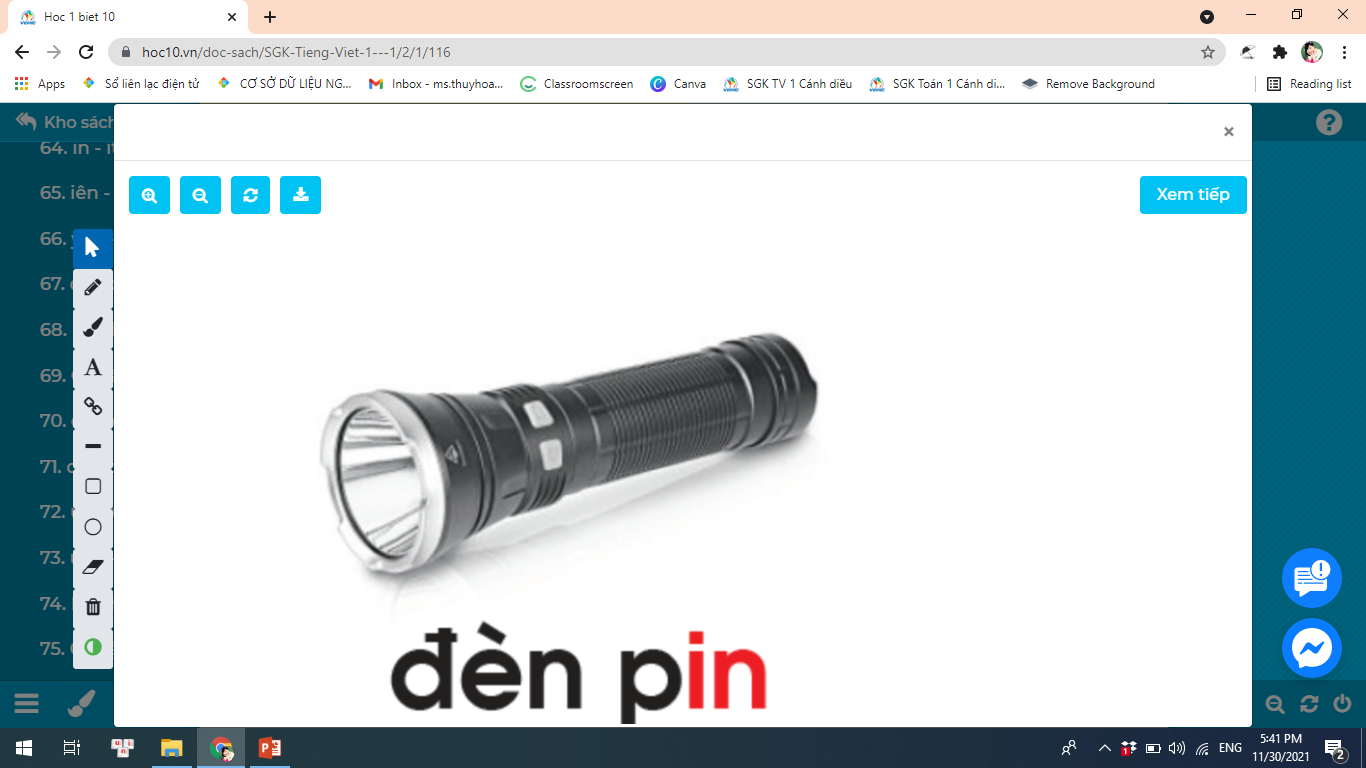 Hoc 1 biet 10
hoc10.vn/doc-sach/SGK-Tieng-Viet-1---1/2/1/116
Apps
Sổ liên lạc điện tử
CƠ SỞ DỮ LIỆU NG...
Inbox - ms.thuyhoa...
Classroomscreen
Canva
SGK TV 1 Cánh diều
SGK Toán 1 Cánh di...
Remove Background
Reading list
Kho sách
64. in - it
65. iên -
66.
67.
68.
69.
70.
71.
72.
73.
74.
75.
A
Xem tiếp
đèn pin
ENG
5:41 PM
11/30/2021
2